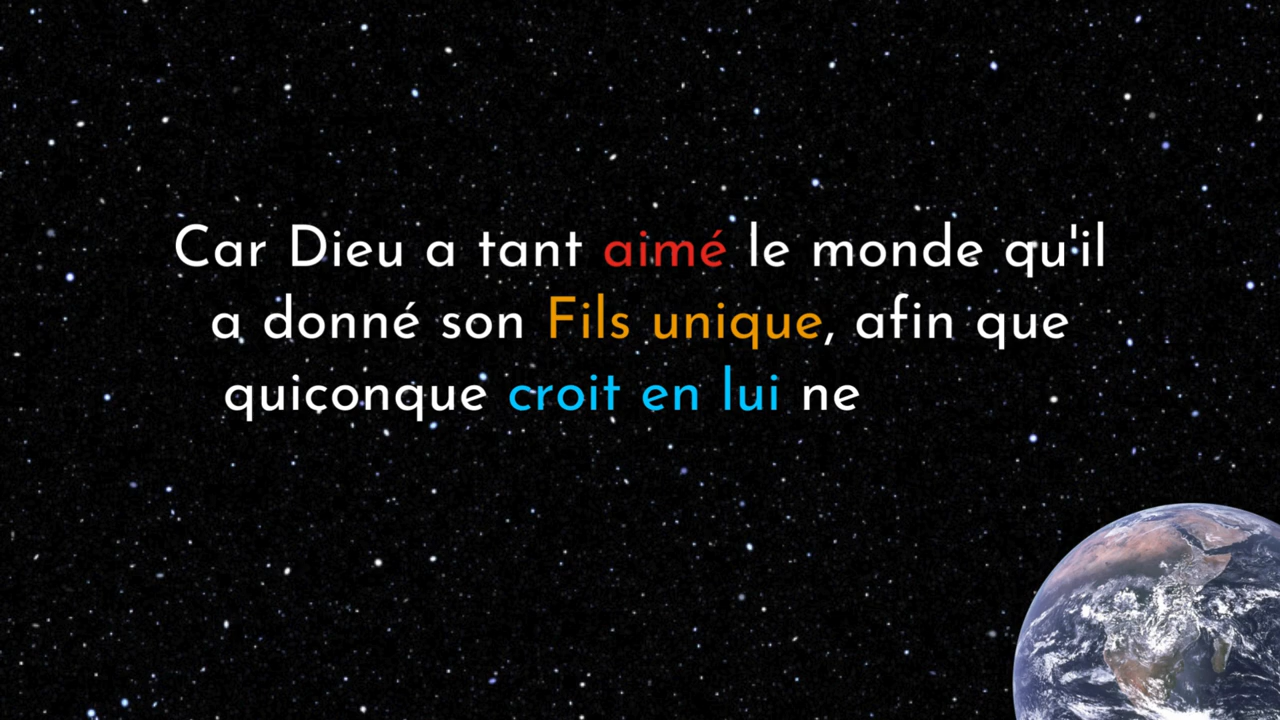 Car Dieu a tant aimé le monde qu'il
a donné son Fils unique, afin que
quiconque croit en lui ne